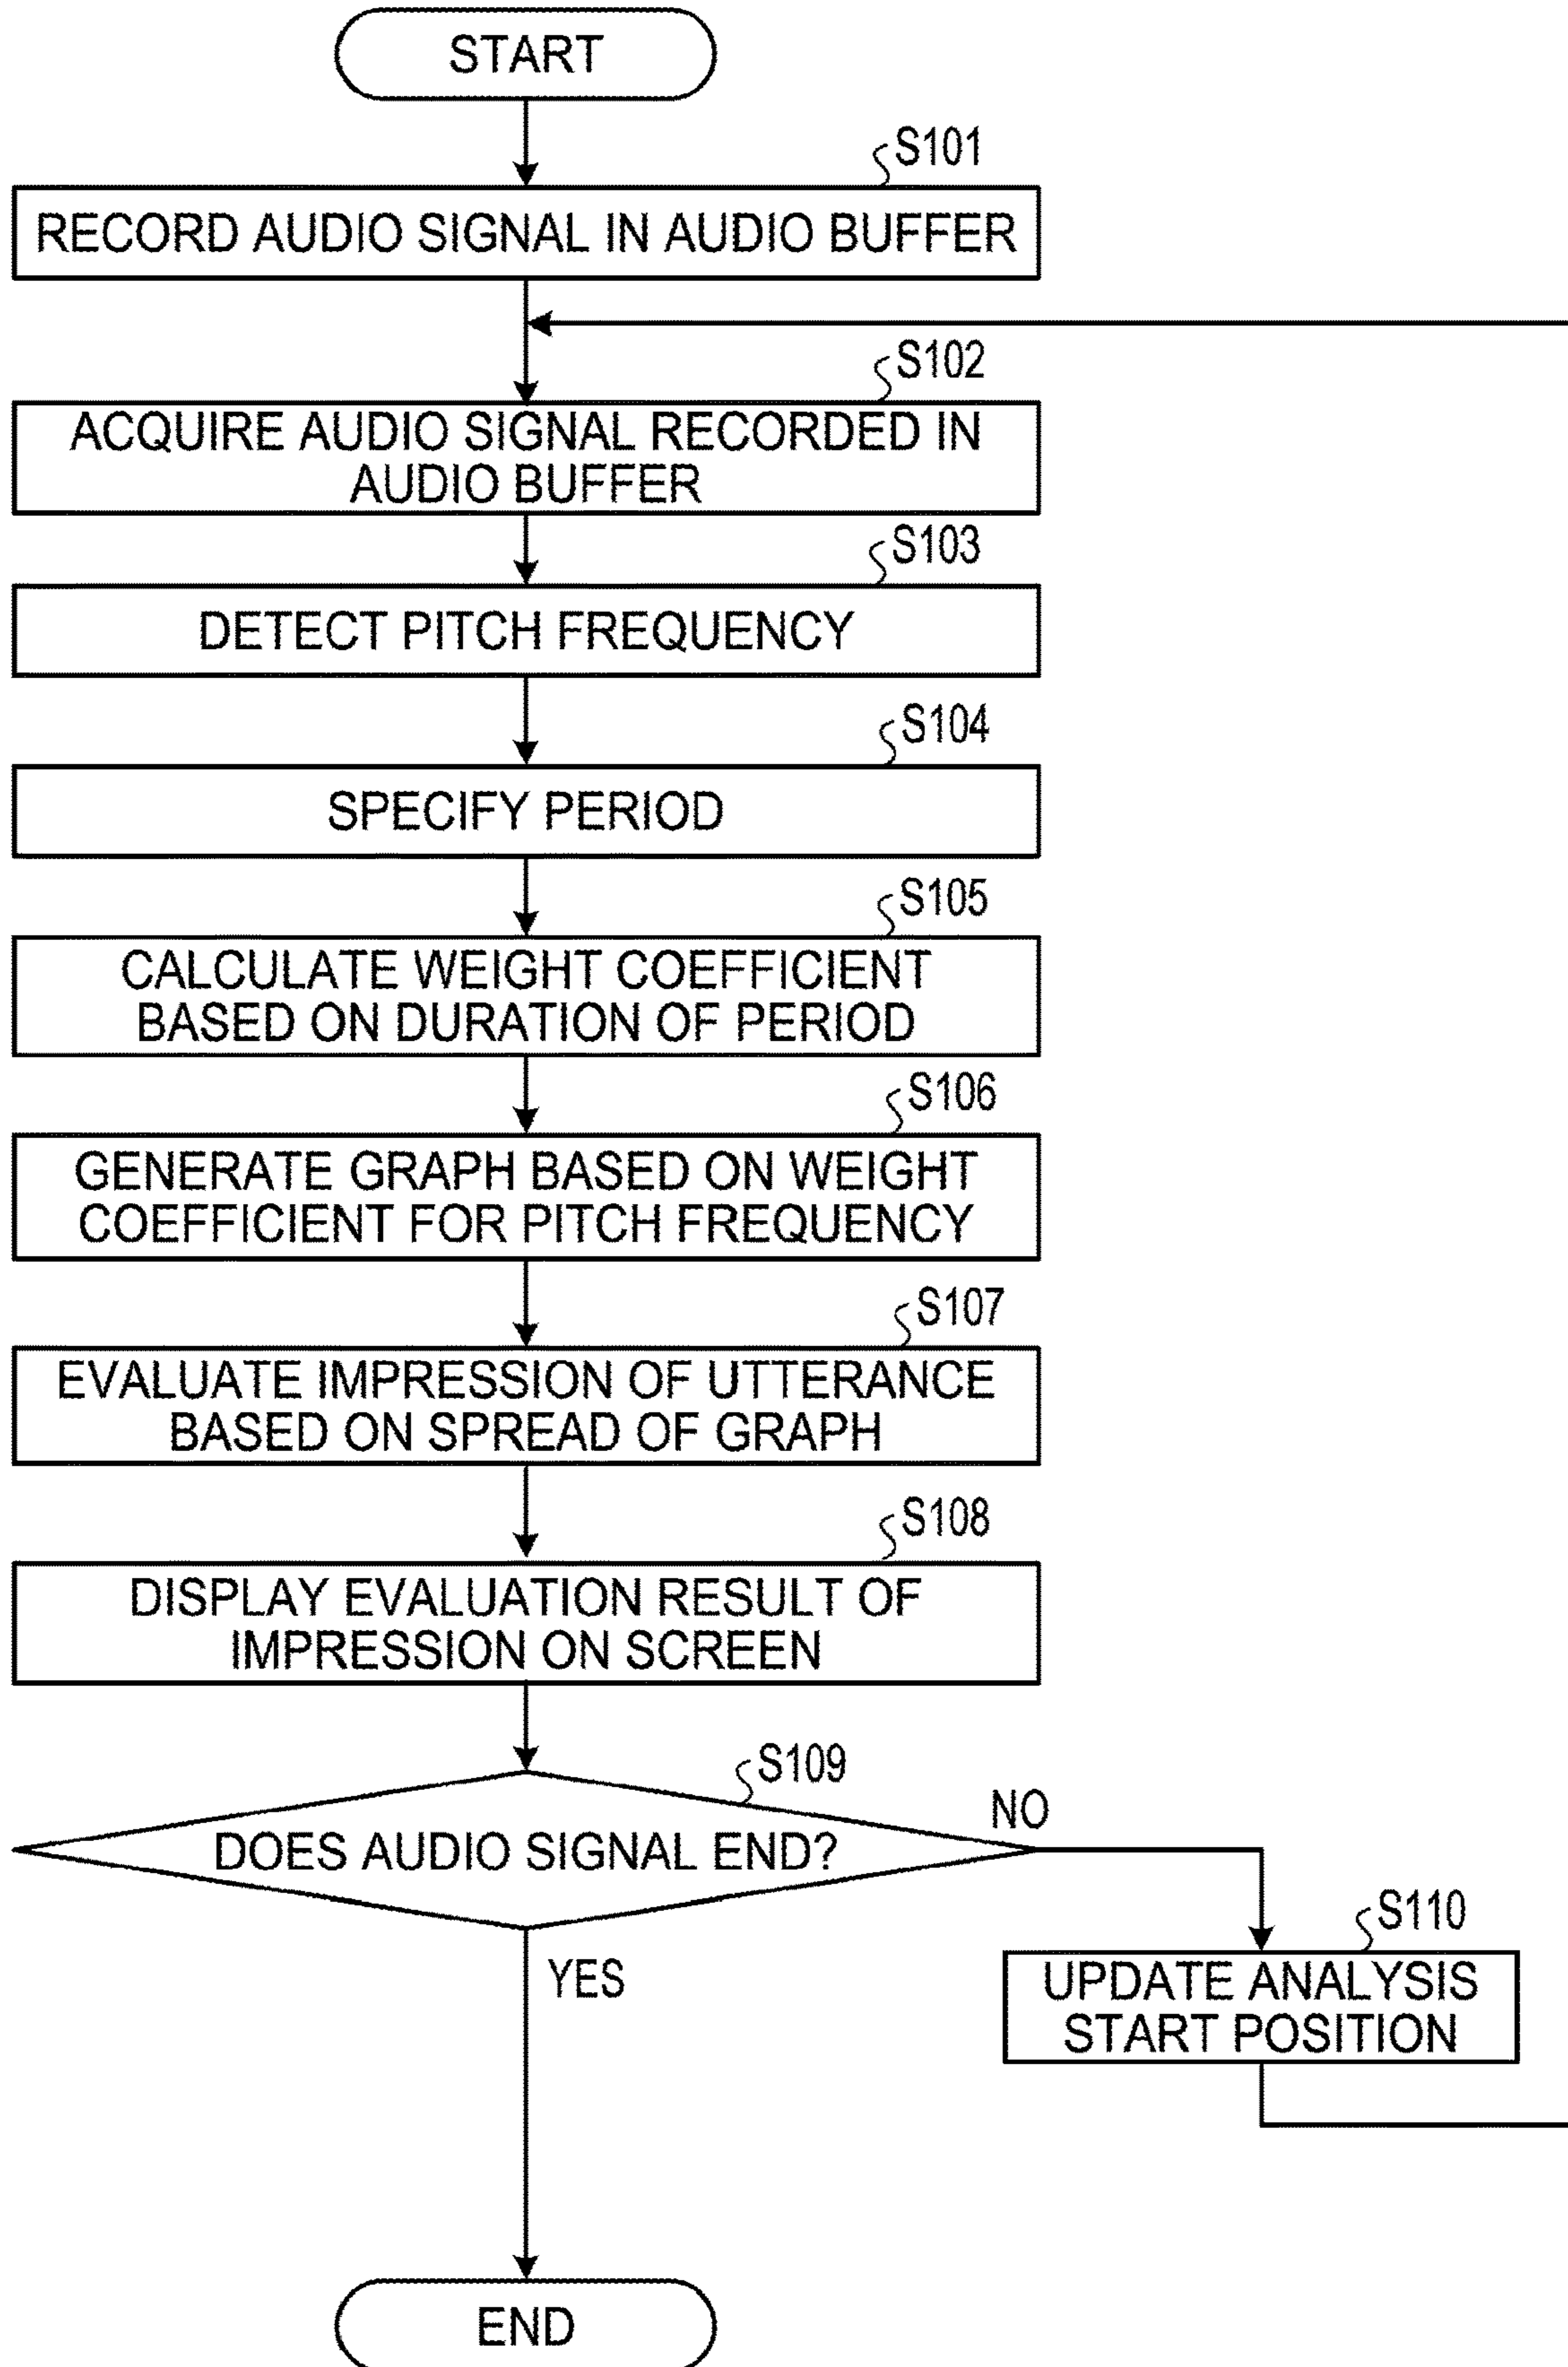 START
S101
RECORD AUDIO SIGNAL IN AUDIO BUFFER
S102
ACQUIRE AUDIO SIGNAL RECORDED IN
AUDIO BUFFER
S103
DETECT PITCH FREQUENCY
S104
SPECIFY PERIOD
S105
CALCULATE WEIGHT COEFFICIENT
BASED ON DURATION OF PERIOD
S106
GENERATE GRAPH BASED ON WEIGHT
COEFFICIENT FOR PITCH FREQUENCY
S107
EVALUATE IMPRESSION OF UTTERANCE
BASED ON SPREAD OF GRAPH
S108
DISPLAY EVALUATION RESULT OF
IMPRESSION ON SCREEN
S109
DOES AUDIO SIGNAL END?
NO
YES
S110
UPDATE ANALYSIS
START POSITION
END